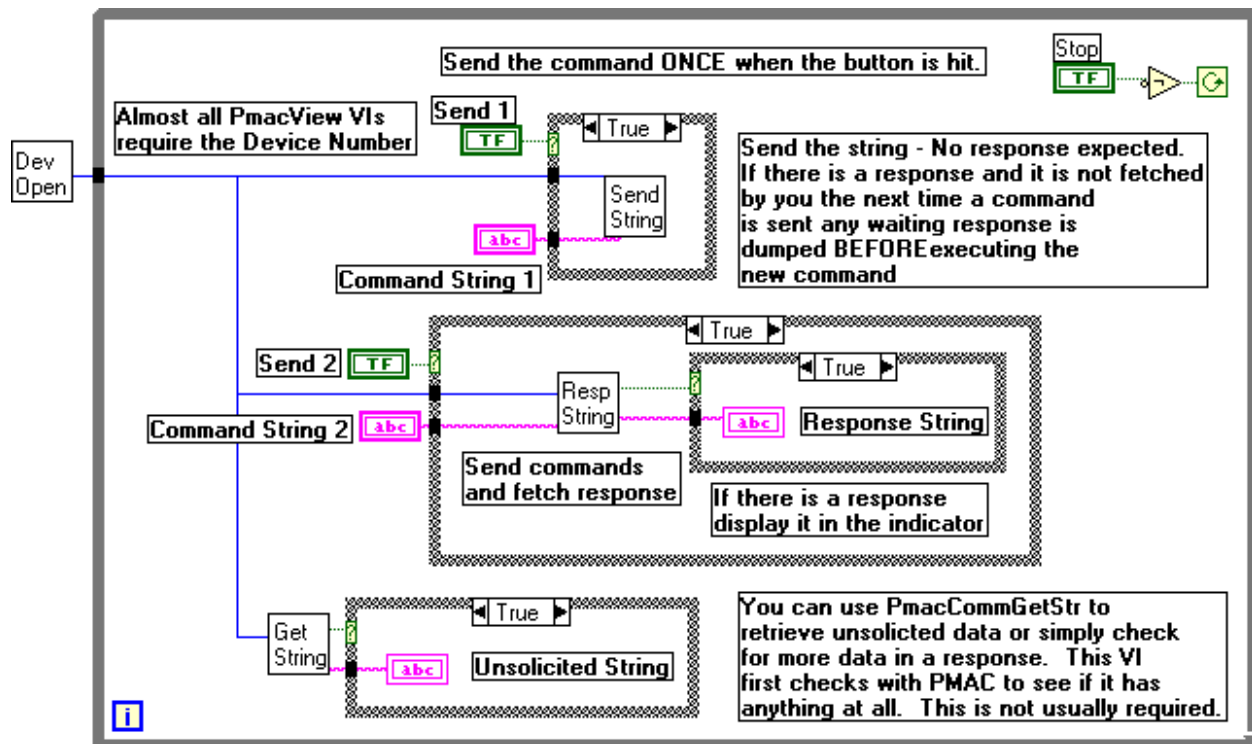 Send the command ONCE when the button is hit.
Stop
TF
Almost all PmacView VIs
require the Device Number
Send 1
TF
True
Dev
Open
Send the string - No response expected.
If there is a response and it is not fetched
by you the next time a command
is sent any waiting response is
dumped BEFORE executing the
new command
Send
String
abc
Command String 1
True
Send 2
TF
True
Resp
String
Command String 2
abc
abc
Response String
Send commands
and fetch response
If there is a response
display it in the indicator
True
Get
String
abc
Unsolicited String
You can use PmacCommGetStr to
retrieve unsolicted data or simply check
for more data in a response. This VI
first checks with PMAC to see if it has
anything at all. This is not usually required.
i